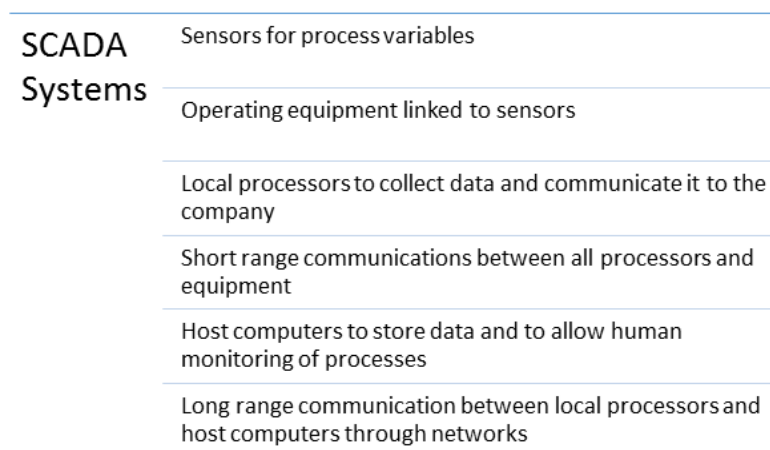 SCADA
Systems
Sensors for process variables
Operating equipment linked to sensors
Local processors to collect data and communicate it to the
company
Short range communications between all processors and
equipment
Host computers to store data and to allow human
monitoring of processes
Long range communication between local processors and
host computers through networks